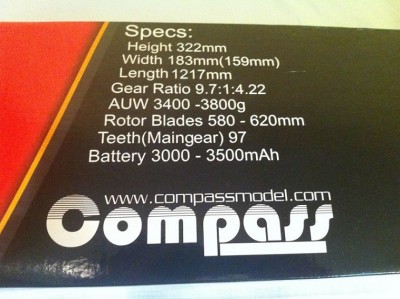 Specs:
Height 322mm
Width 183mm(159mm)
Length 1217mm
Gear Ratio 9.7:1:4.22
AUW 3400 -3800g
Rotor Blades 580 - 620mm
Teeth(Maingear) 97
Battery 3000 - 3500mAh
www.compassmodel.com
Compass